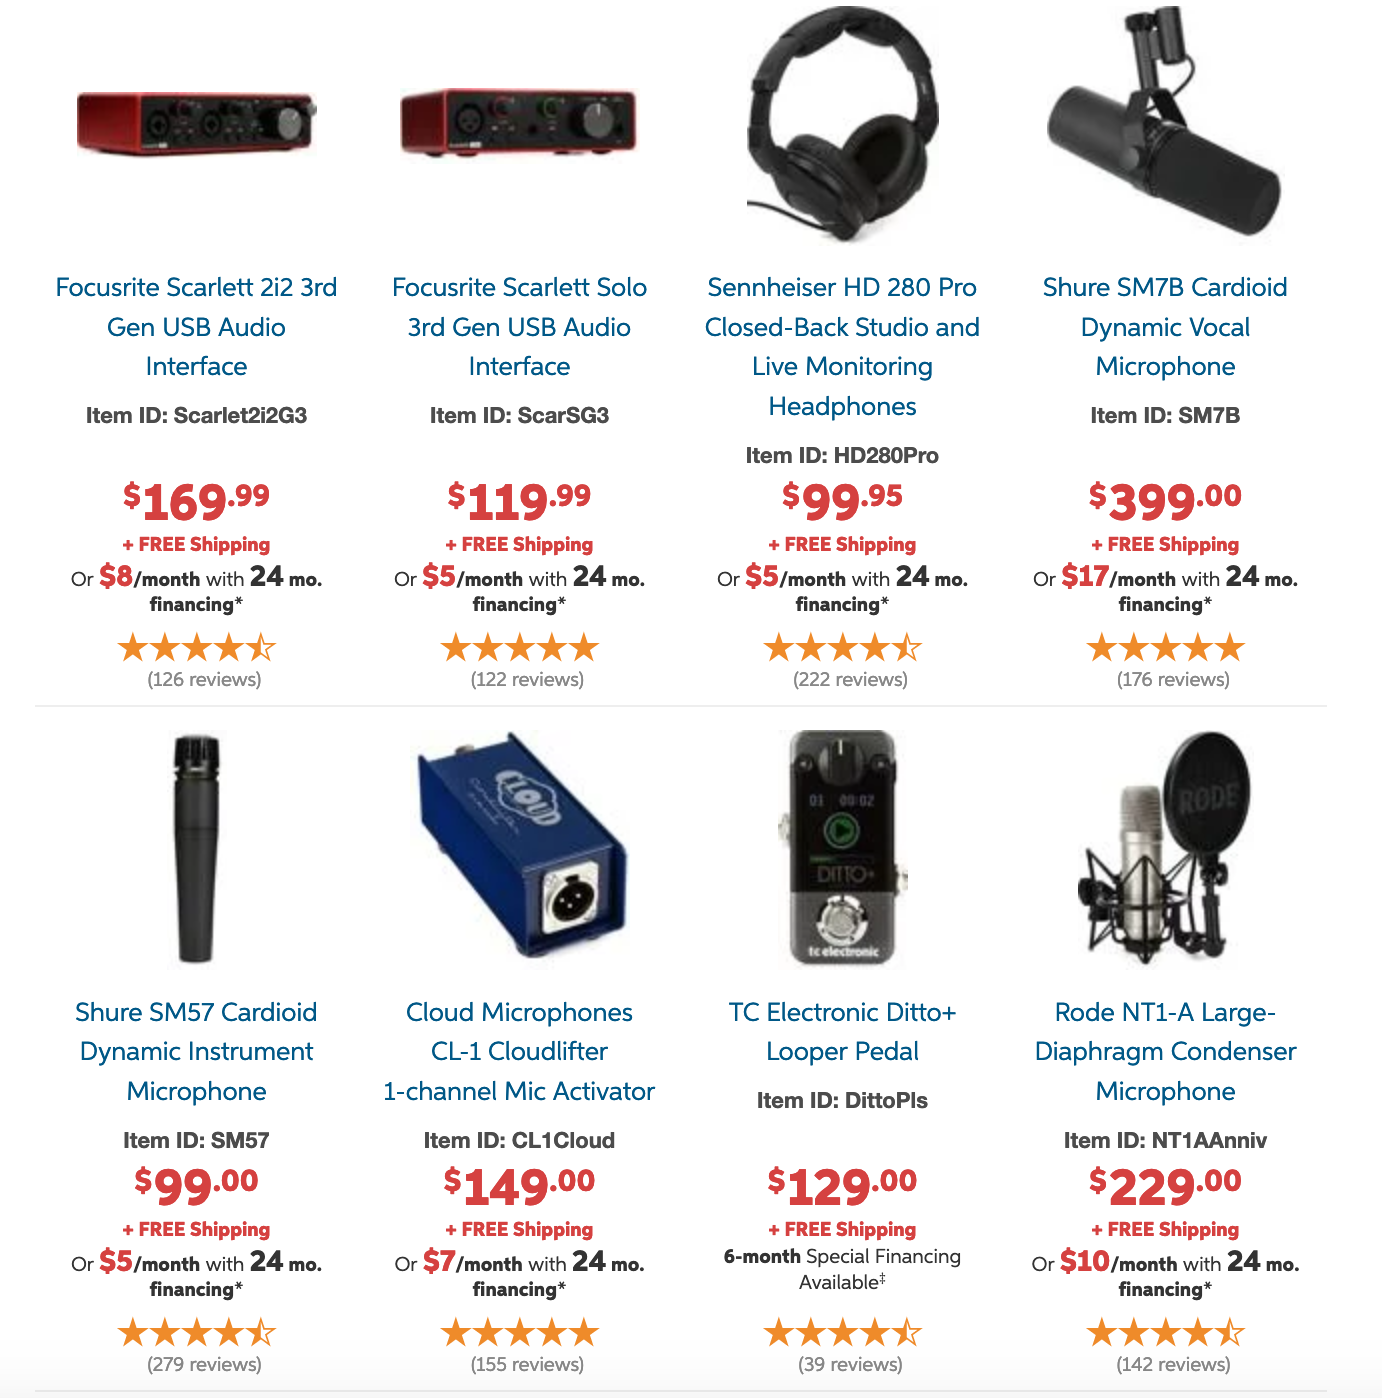 Focusrite Scarlett 2i2 3rd
Gen USB Audio
Interface
Item ID: Scarlet2i2G3
$169.99
+ FREE Shipping
Or $8/month with 24 mo.
financing*
(126 reviews)
Focusrite Scarlett Solo
3rd Gen USB Audio
Interface
Item ID: ScarSG3
$119.99
+ FREE Shipping
Or $5/month with 24 mo.
financing*
(122 reviews)
Sennheiser HD 280 Pro
Closed-Back Studio and
Live Monitoring
Headphones
Item ID: HD280Pro
$99.95
+ FREE Shipping
Or $5/month with 24 mo.
financing*
(222 reviews)
Shure SM7B Cardioid
Dynamic Vocal
Microphone
Item ID: SM7B
$399.00
+ FREE Shipping
Or $17/month with 24 mo.
financing*
(176 reviews)
Shure SM57 Cardioid
Dynamic Instrument
Microphone
Item ID: SM57
$99.00
+ FREE Shipping
Or $5/month with 24 mo.
financing*
(279 reviews)
CLOUD
Cloud Microphones
CL-1 Cloudlifter
1-channel Mic Activator
Item ID: CL1Cloud
$149.00
+ FREE Shipping
Or $7/month with 24 mo.
financing*
(155 reviews)
01 00:02
DITTO+
tc electronic
TC Electronic Ditto+
Looper Pedal
Item ID: DittoPls
$129.00
+ FREE Shipping
6-month Special Financing
Available‡
(39 reviews)
RODE
Rode NT1-A Large-
Diaphragm Condenser
Microphone
Item ID: NT1AAnniv
$229.00
+ FREE Shipping
Or $10/month with 24 mo.
financing*
(142 reviews)